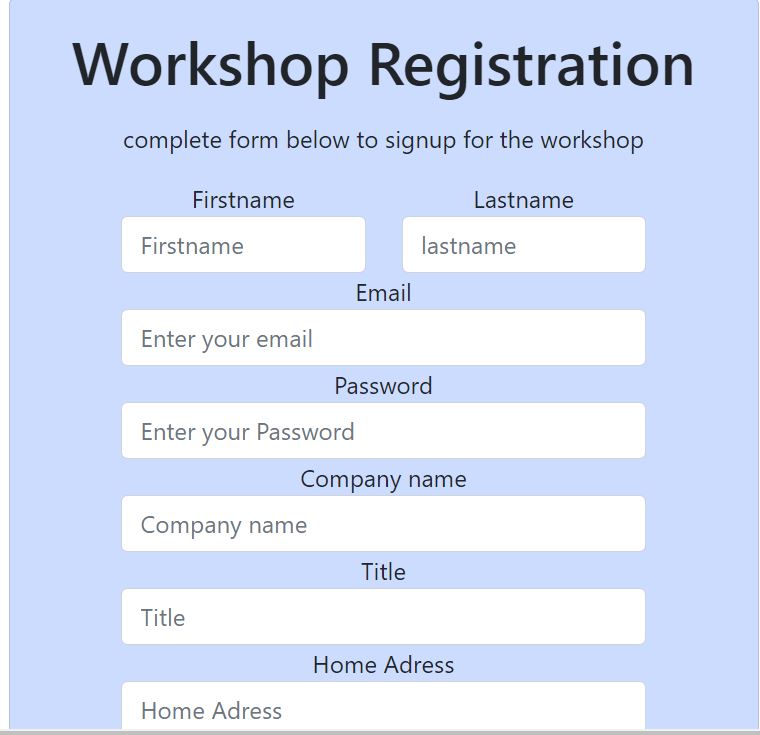 Workshop Registration
complete form below to signup for the workshop
Firstname Lastname
Firstname lastname
Email
Enter your email
Password
Enter your Password
Company name
Company name
Title
Title
Home Adress
Home Adress